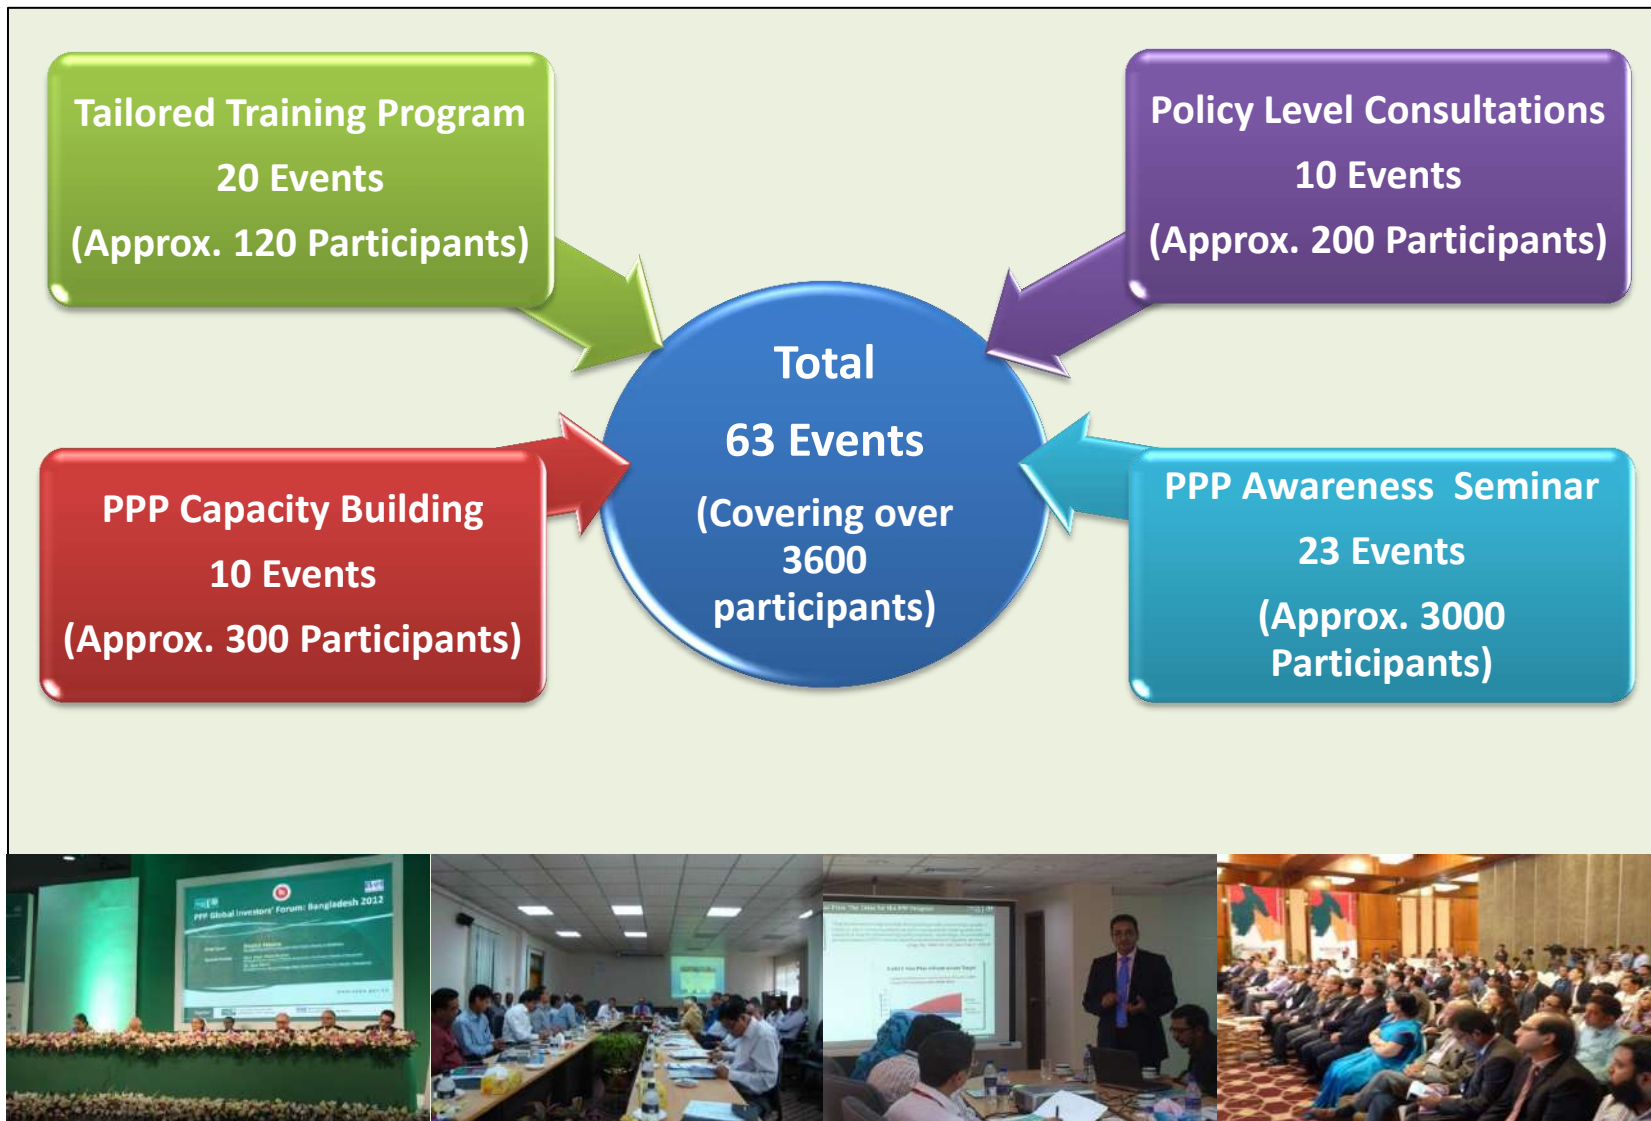 Tailored Training Program
20 Events
(Approx. 120 Participants)
Policy Level Consultations
10 Events
(Approx. 200 Participants)
Total
63 Events
(Covering over
3600
participants)
PPP Capacity Building
10 Events
(Approx. 300 Participants)
PPP Awareness Seminar
23 Events
(Approx. 3000
Participants)
PPP Global Investors' Forum: Bangladesh 2012